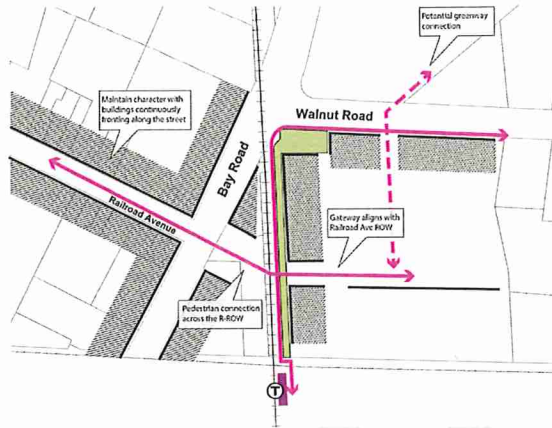 Potential greenway
connection
Maintain character with
buildings continuously
fronting along the street
Walnut Road
Bay Road
Railroad Avenue
Gateway aligns with
Railroad Ave ROW
Pedestrian connection
across the R-ROW
T